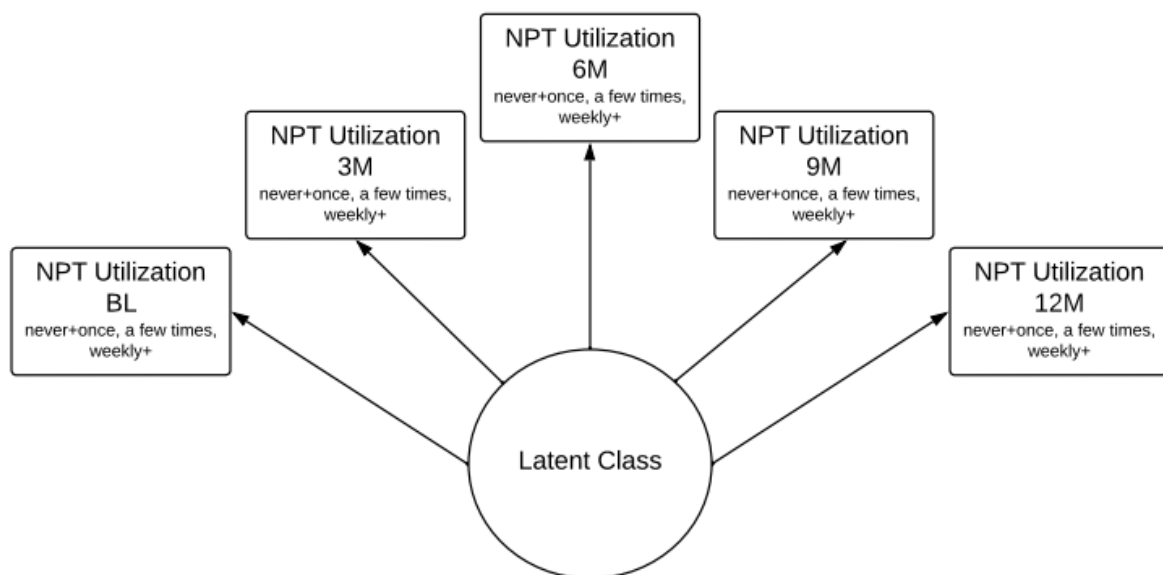 NPT Utilization
6M
never+once, a few times,
weekly+
NPT Utilization
3M
never+once, a few times,
weekly+
NPT Utilization
9M
never+once, a few times,
weekly+
NPT Utilization
BL
never+once, a few times,
weekly+
NPT Utilization
12M
never+once, a few times,
weekly+
Latent Class